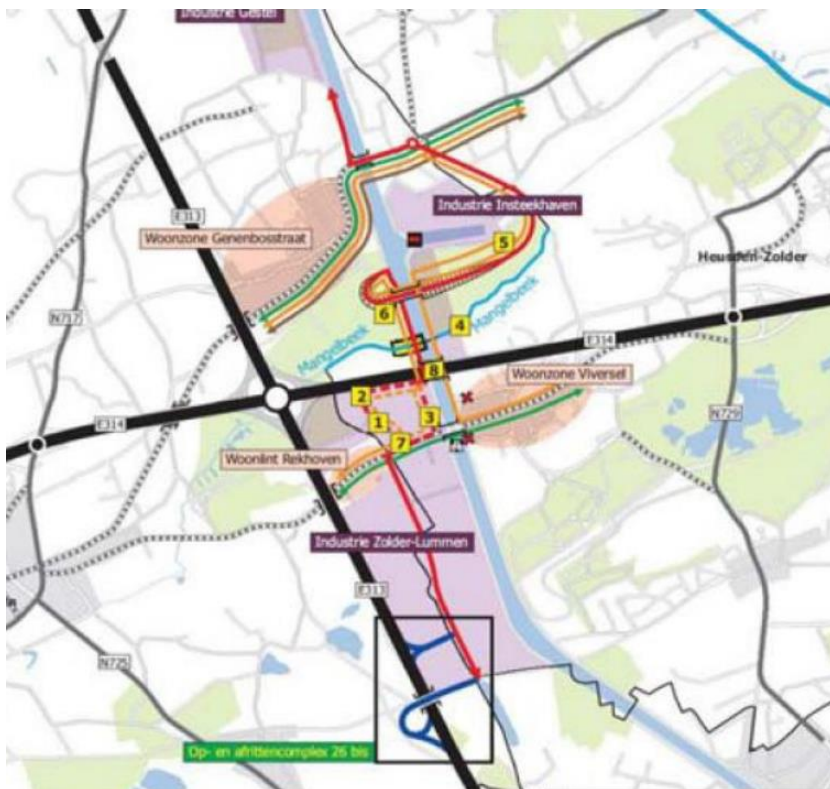 Industrie Gestel
E313
Industrie Insteekhaven
Woonzone Genenbosstraat
5
Heusden-Zolder
N717
6
4
Mangelbeek
Mangelbeek
E314
8
Woonzone Viversel
2
E314
1
3
N729
7
Woonlint Rekhoven
Industrie Zolder-Lummen
E313
N725
Op- en afrittencomplex 26 bis